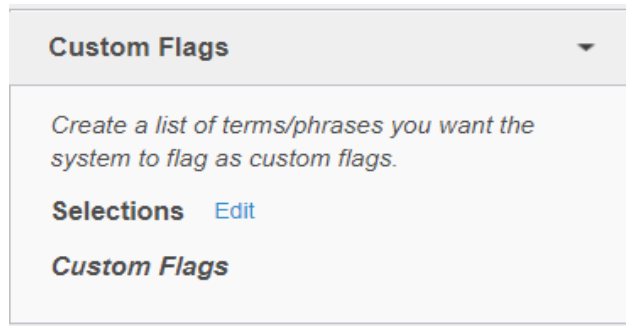 Custom Flags
Create a list of terms/phrases you want the
system to flag as custom flags.
Selections Edit
Custom Flags